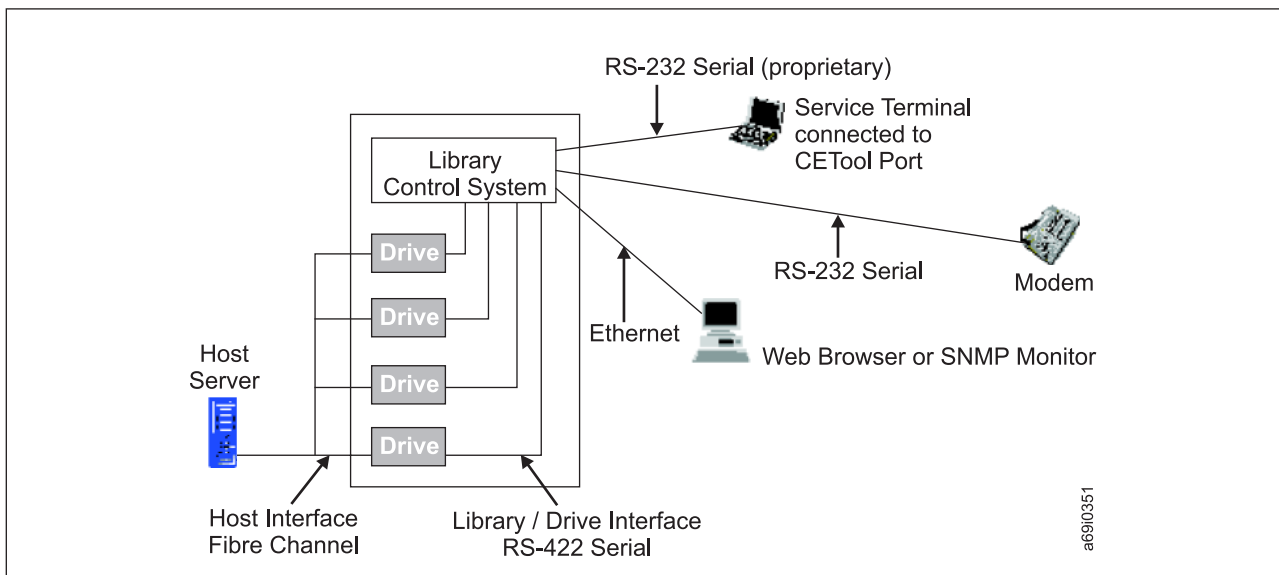 RS-232 Serial (proprietary)
Service Terminal
connected to
CETool Port
Library
Control System
Drive
RS-232 Serial
Modem
Drive
Ethernet
Web Browser or SNMP Monitor
Host
Server
Drive
Drive
Host Interface
Fibre Channel
Library / Drive Interface
RS-422 Serial
a69i0351